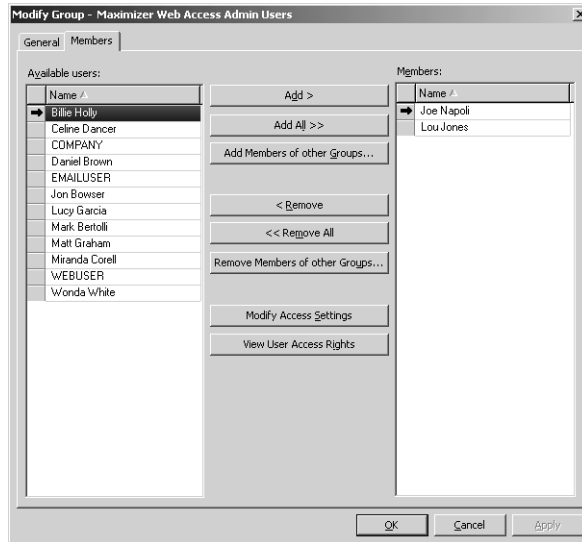 Modify Group - Maximizer Web Access Admin Users
General Members
Available users:
Name
Billie Holly
Celine Dancer
COMPANY
Daniel Brown
EMAILUSER
Jon Bowser
Lucy Garcia
Mark Bertolli
Matt Graham
Miranda Corell
WEBUSER
Wonda White
Add >
Add All >>
Add Members of other Groups...
< Remove
<< Remove All
Remove Members of other Groups...
Modify Access Settings
View User Access Rights
Members:
Name
Joe Napoli
Lou Jones
OK Cancel Apply